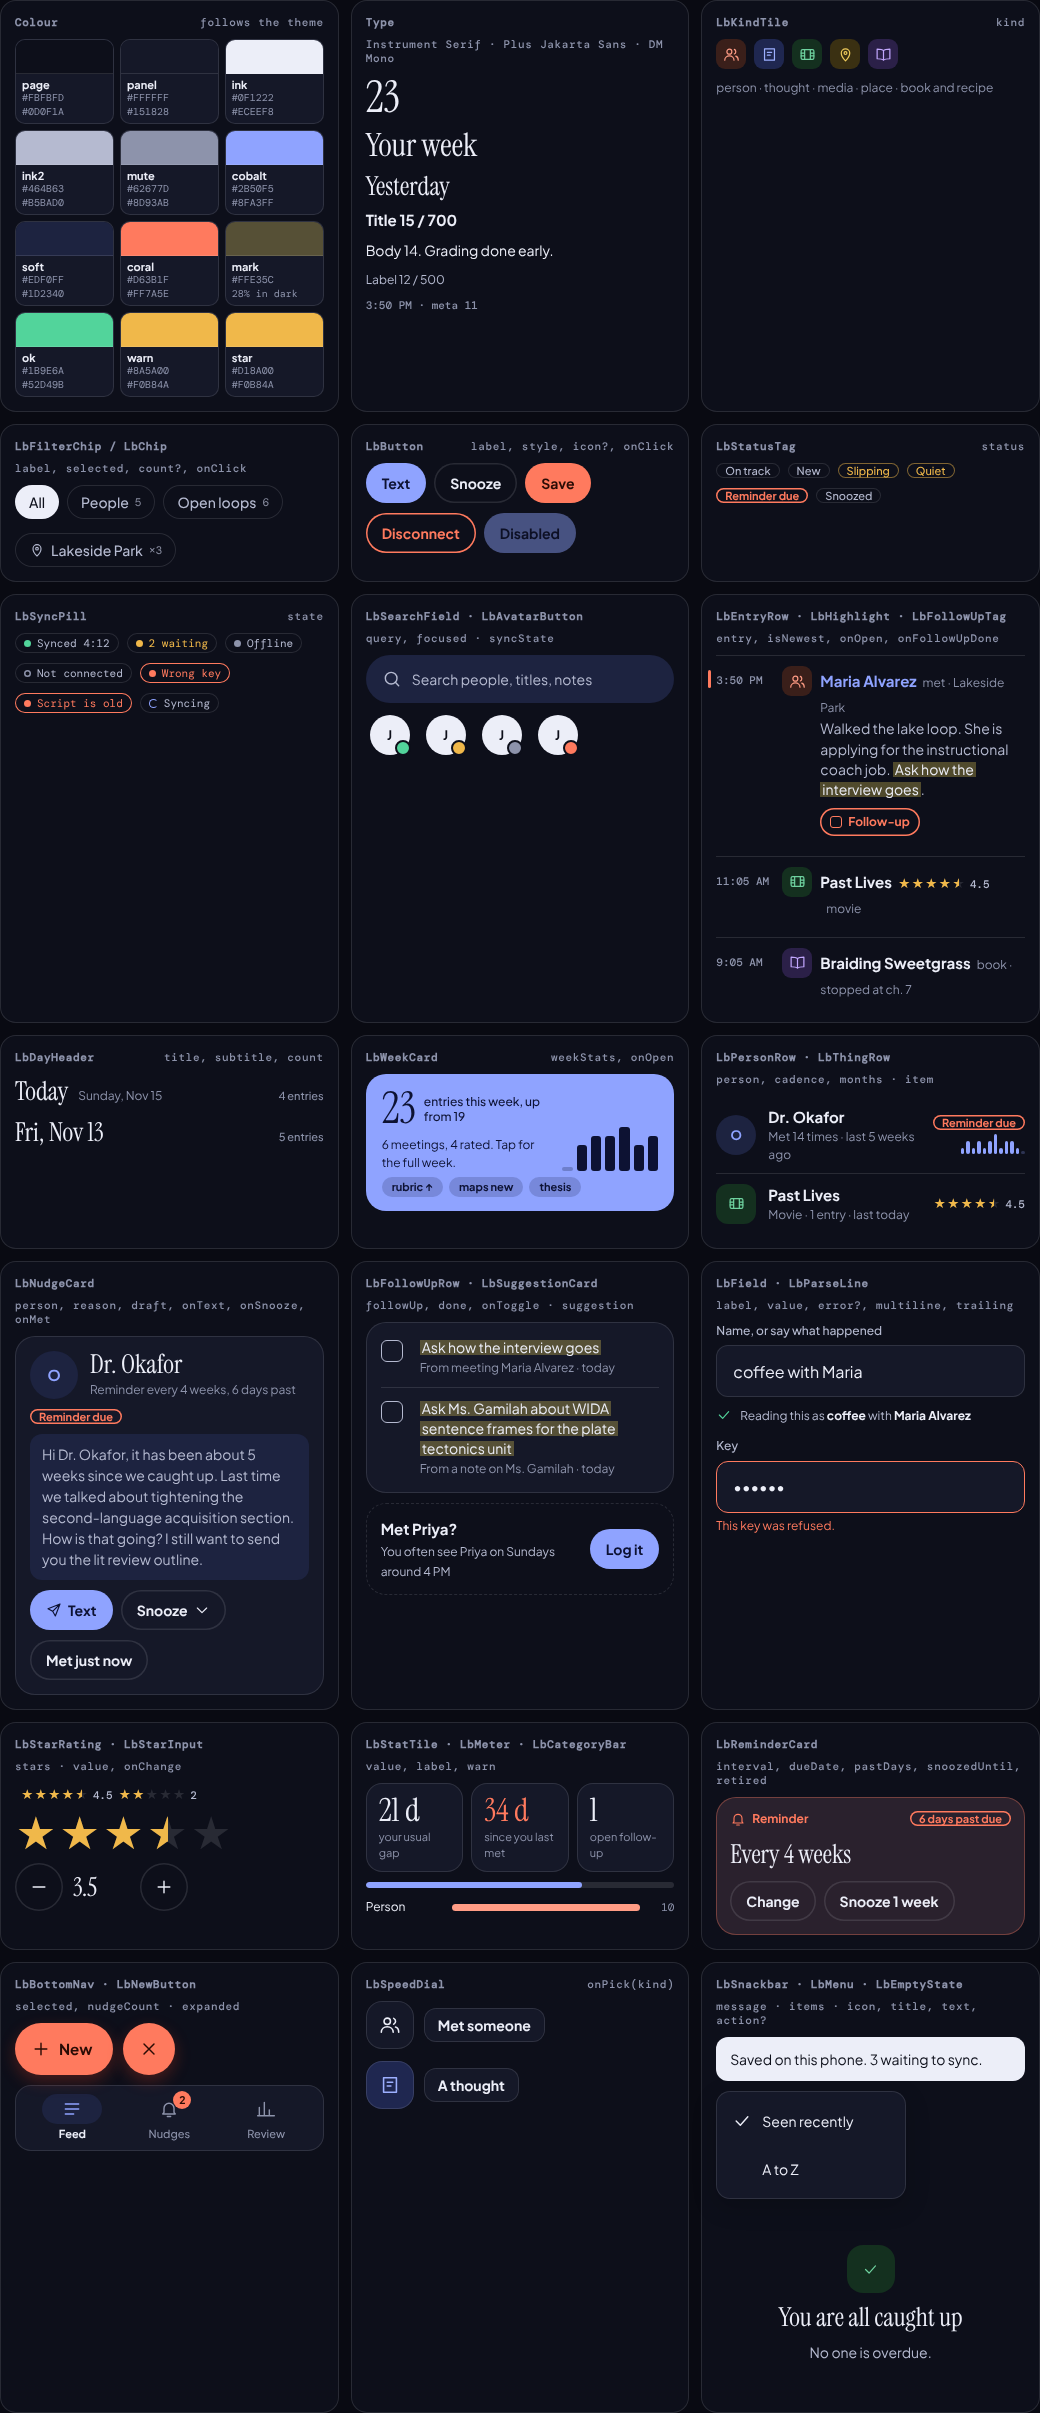 Colour follows the theme
page
#FBFBFD
#0D0F1A
panel
#FFFFFF
#151828
ink
#0F1222
#ECEEF8
ink2
#464B63
#B5BAD0
mute
#62677D
#8D93AB
cobalt
#2B50F5
#8FA3FF
soft
#EDF0FF
#1D2340
coral
#D63B1F
#FF7A5E
mark
#FFE35C
28% in dark
ok
#1B9E6A
#52D49B
warn
#8A5A00
#F0B84A
star
#D18A00
#F0B84A
Type
Instrument Serif · Plus Jakarta Sans · DM
Mono
23
Your week
Yesterday
Title 15 / 700
Body 14. Grading done early.
Label 12 / 500
3:50 PM · meta 11
LbKindTile kind
person · thought · media · place · book and recipe
LbFilterChip / LbChip
label, selected, count?, onClick
All People 5 Open loops 6
Lakeside Park ×3
LbButton label, style, icon?, onClick
Text Snooze Save
Disconnect Disabled
LbStatusTag status
On track New Slipping Quiet
Reminder due Snoozed
LbSyncPill state
Synced 4:12 2 waiting Offline
Not connected Wrong key
Script is old Syncing
LbSearchField · LbAvatarButton
query, focused · syncState
Search people, titles, notes
J J J J
LbEntryRow · LbHighlight · LbFollowUpTag
entry, isNewest, onOpen, onFollowUpDone
3:50 PM Maria Alvarez met · Lakeside
Park
Walked the lake loop. She is
applying for the instructional
coach job. Ask how the
interview goes.
Follow-up
11:05 AM Past Lives 4.5
movie
9:05 AM Braiding Sweetgrass book ·
stopped at ch. 7
LbDayHeader title, subtitle, count
Today Sunday, Nov 15 4 entries
Fri, Nov 13 5 entries
LbWeekCard weekStats, onOpen
23 entries this week, up
from 19
6 meetings, 4 rated. Tap for
the full week.
rubric ↑ maps new thesis
LbPersonRow · LbThingRow
person, cadence, months · item
O Dr. Okafor Reminder due
Met 14 times · last 5 weeks
ago
Past Lives
Movie · 1 entry · last today 4.5
LbNudgeCard
person, reason, draft, onText, onSnooze,
onMet
O Dr. Okafor
Reminder every 4 weeks, 6 days past
Reminder due
Hi Dr. Okafor, it has been about 5
weeks since we caught up. Last time
we talked about tightening the
second-language acquisition section.
How is that going? I still want to send
you the lit review outline.
Text Snooze
Met just now
LbFollowUpRow · LbSuggestionCard
followUp, done, onToggle · suggestion
Ask how the interview goes
From meeting Maria Alvarez · today
Ask Ms. Gamilah about WIDA
sentence frames for the plate
tectonics unit
From a note on Ms. Gamilah · today
Met Priya?
You often see Priya on Sundays
around 4 PM
Log it
LbField · LbParseLine
label, value, error?, multiline, trailing
Name, or say what happened
coffee with Maria
Reading this as coffee with Maria Alvarez
Key
••••••
This key was refused.
LbStarRating · LbStarInput
stars · value, onChange
4.5 2
3.5
LbStatTile · LbMeter · LbCategoryBar
value, label, warn
21 d
your usual
gap
34 d
since you last
met
1
open follow-
up
Person 10
LbReminderCard
interval, dueDate, pastDays, snoozedUntil,
retired
Reminder 6 days past due
Every 4 weeks
Change Snooze 1 week
LbBottomNav · LbNewButton
selected, nudgeCount · expanded
New
2
Feed Nudges Review
LbSpeedDial onPick(kind)
Met someone
A thought
LbSnackbar · LbMenu · LbEmptyState
message · items · icon, title, text,
action?
Saved on this phone. 3 waiting to sync.
Seen recently
A to Z
You are all caught up
No one is overdue.